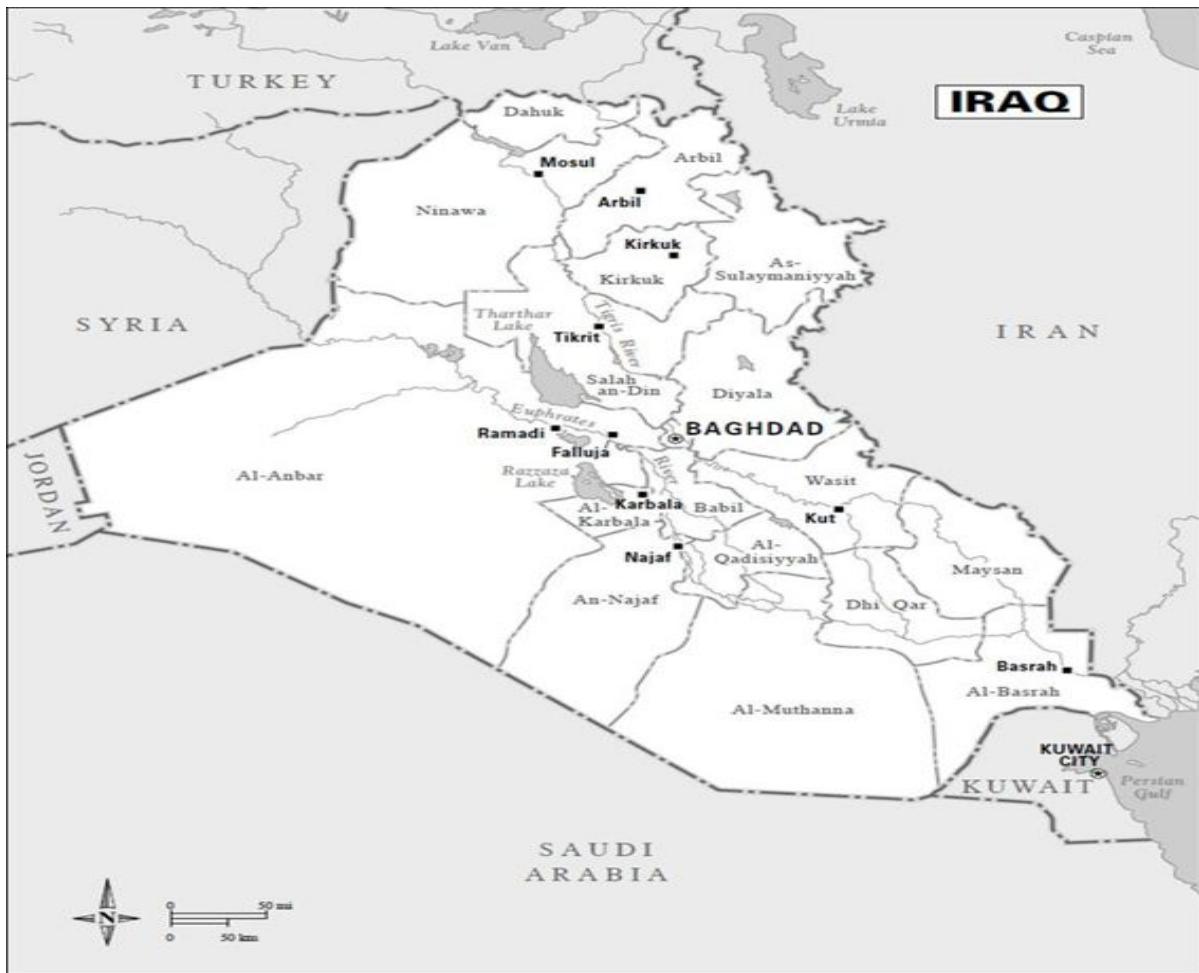 Lake Van
Caspian
Sea
TURKEY
IRAQ
Lake
Urmia
Dahuk
Mosul
Arbil
Arbil
Ninawa
Kirkuk
Kirkuk
As-
Sulaymaniyyah
SYRIA
Tharthar
Lake
Tikrit
Tigris River
IRAN
Salah
an-Din
Diyala
Euphrates
River
Ramadi
Falluja
BAGHDAD
JORDAN
Al-Anbar
Razzaza
Lake
Wasit
Karbala
Al-
Karbala
Babil
Kut
Najaf
Al-
Qadisiyyah
Maysan
An-Najaf
Dhi Qar
Basrah
Al-Basrah
Al-Muthanna
KUWAIT
CITY
KUWAIT
Persian
Gulf
SAUDI
ARABIA
N
0 50 mi
0 50 km